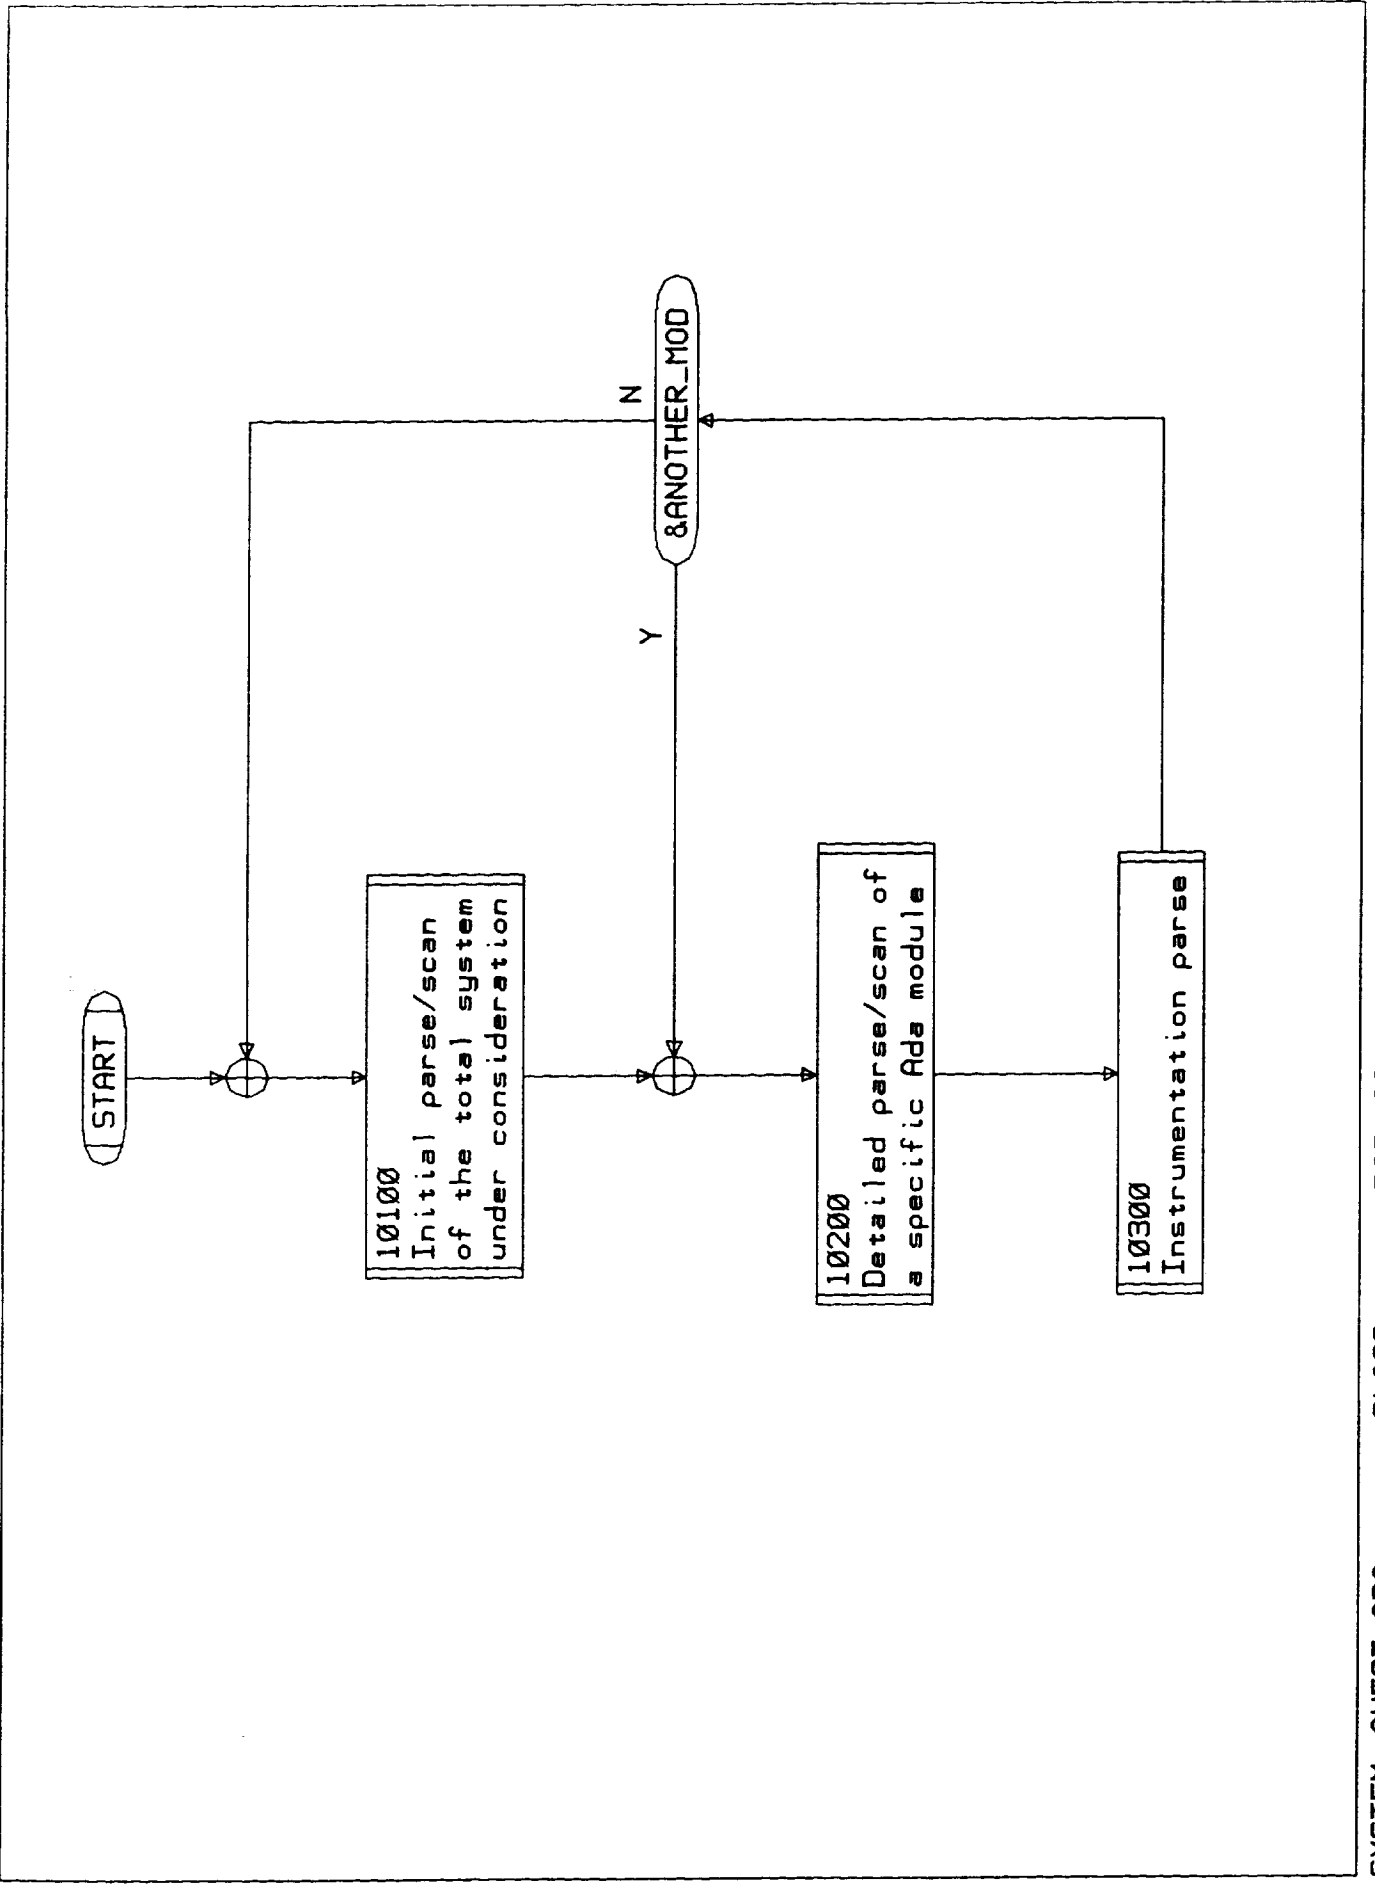 START
10100
Initial parse/scan
of the total system
under consideration
N
&ANOTHER_MOD
Y
10200
Detailed parse/scan of
a specific Ada module
10300
Instrumentation parse